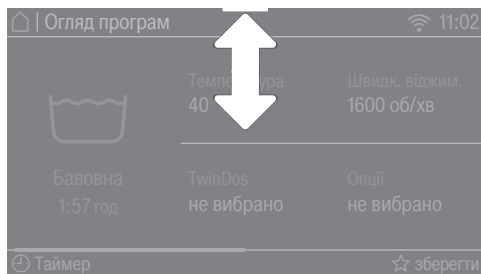 | Огляд програм 11:02
Температура Швидк. віджим.
40 1600 об/хв
Бавовна
1:57 год
TwinDos Опції
не вибрано не вибрано
Таймер зберегти